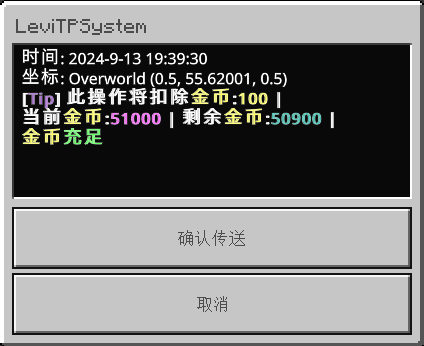 LeviTPSystem
时间: 2024-9-13 19:39:30
坐标: Overworld (0.5, 55.62001, 0.5)
[Tip] 此操作将扣除金币:100 |
当前金币:51000 | 剩余金币:50900 |
金币充足
确认传送
取消